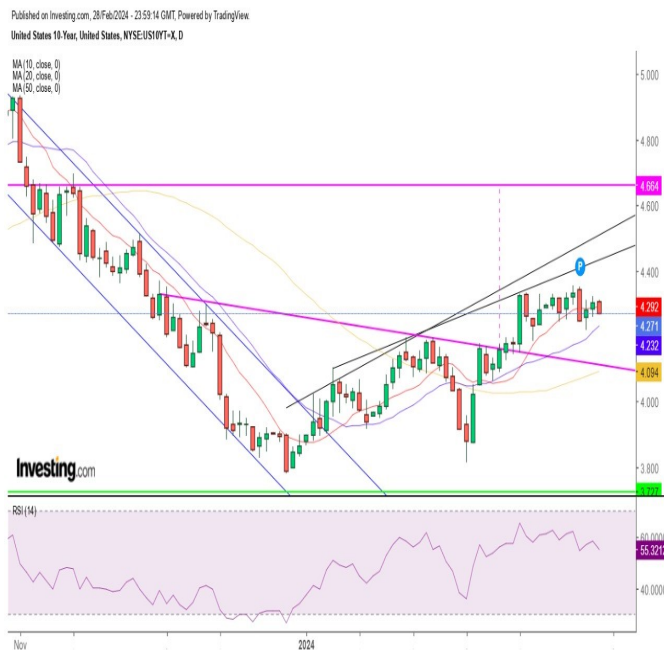 Published on Investing.com, 28/Feb/2024 - 23:59:14 GMT, Powered by TradingView.
United States 10-Year, United States, NYSE:US10YT=X, D
MA (10, close, 0)
MA (20, close, 0)
MA (50, close, 0)
5.000
4.800
4.664
4.600
4.400
P
4.292
4.271
4.232
4.094
4.000
3.800
Investing.com
3.727
RSI (14)
60.0000
55.3212
40.0000
Nov
2024